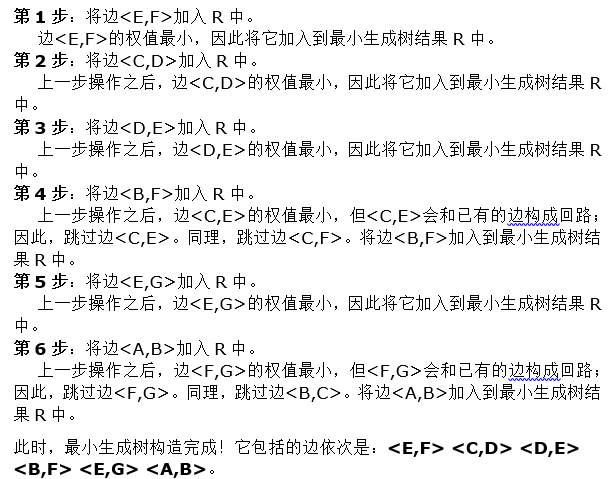 第1步：将边<E,F>加入R中。
边<E,F>的权值最小，因此将它加入到最小生成树结果R中。
第2步：将边<C,D>加入R中。
上一步操作之后，边<C,D>的权值最小，因此将它加入到最小生成树结果R
中。
第3步：将边<D,E>加入R中。
上一步操作之后，边<D,E>的权值最小，因此将它加入到最小生成树结果R
中。
第4步：将边<B,F>加入R中。
上一步操作之后，边<C,E>的权值最小，但<C,E>会和已有的边构成回路；
因此，跳过边<C,E>。同理，跳过边<C,F>。将边<B,F>加入到最小生成树结
果R中。
第5步：将边<E,G>加入R中。
上一步操作之后，边<E,G>的权值最小，因此将它加入到最小生成树结果R
中。
第6步：将边<A,B>加入R中。
上一步操作之后，边<F,G>的权值最小，但<F,G>会和已有的边构成回路；
因此，跳过边<F,G>。同理，跳过边<B,C>。将边<A,B>加入到最小生成树结
果R中。
此时，最小生成树构造完成！它包括的边依次是：<E,F> <C,D> <D,E>
<B,F> <E,G> <A,B>。